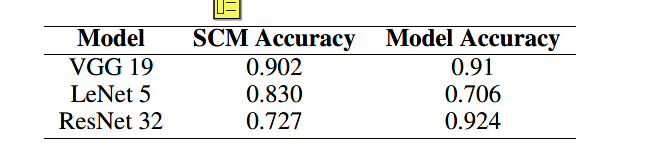 Model SCM Accuracy Model Accuracy
VGG 19 0.902 0.91
LeNet 5 0.830 0.706
ResNet 32 0.727 0.924